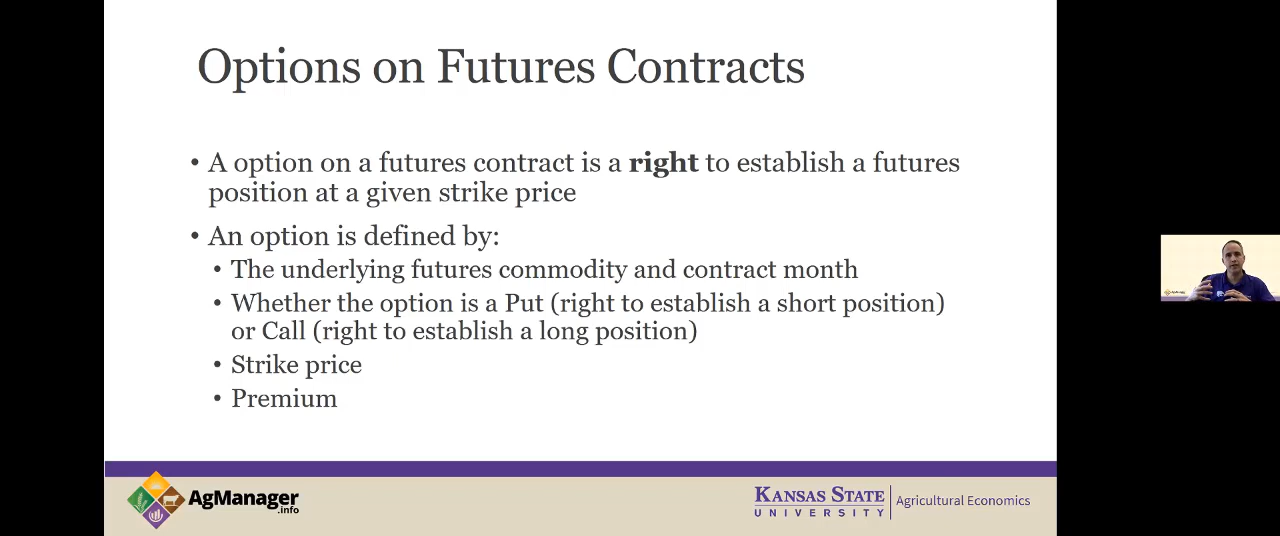 Options on Futures Contracts
• A option on a futures contract is a right to establish a futures
position at a given strike price
• An option is defined by:
• The underlying futures commodity and contract month
• Whether the option is a Put (right to establish a short position)
or Call (right to establish a long position)
• Strike price
• Premium
AgManager
.info
KANSAS STATE
UNIVERSITY
Agricultural Economics